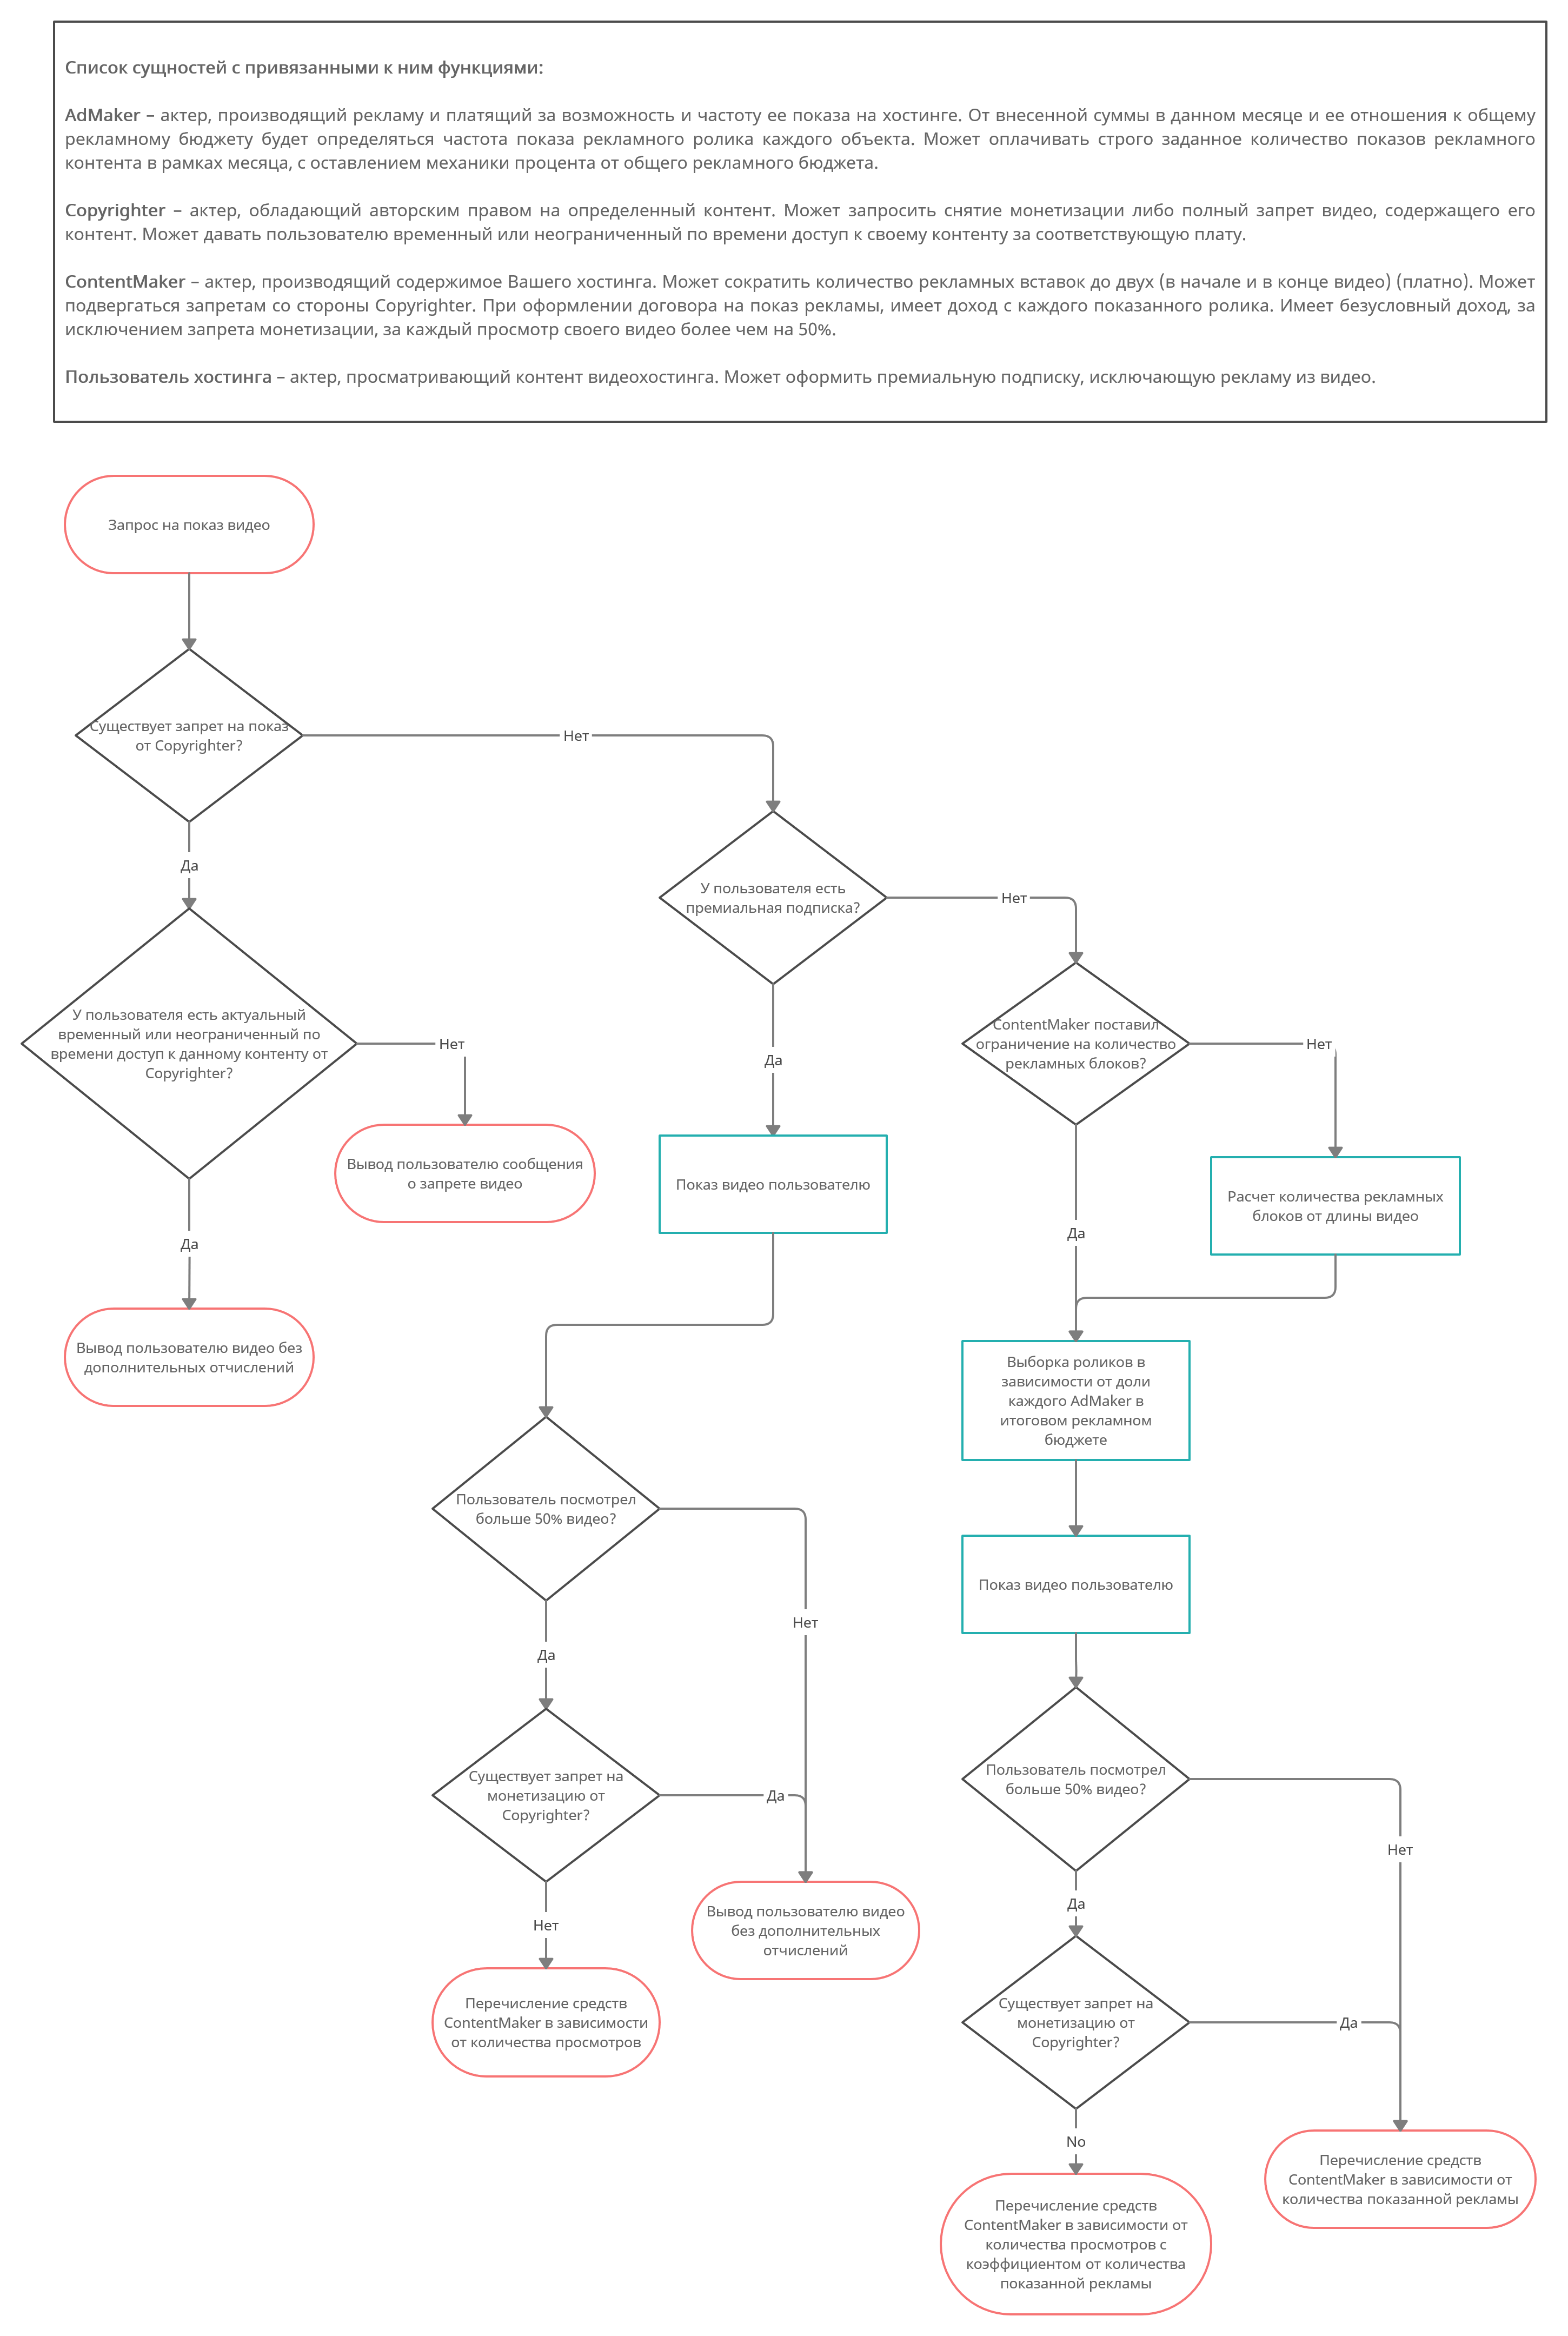 Список сущностей с привязанными к ним функциями:
AdMaker – актер, производящий рекламу и платящий за возможность и частоту ее показа на хостинге. От внесенной суммы в данном месяце и ее отношения к общему
рекламному бюджету будет определяться частота показа рекламного ролика каждого объекта. Может оплачивать строго заданное количество показов рекламного
контента в рамках месяца, с оставлением механики процента от общего рекламного бюджета.
Copyrighter – актер, обладающий авторским правом на определенный контент. Может запросить снятие монетизации либо полный запрет видео, содержащего его
контент. Может давать пользователю временный или неограниченный по времени доступ к своему контенту за соответствующую плату.
ContentMaker – актер, производящий содержимое Вашего хостинга. Может сократить количество рекламных вставок до двух (в начале и в конце видео) (платно). Может
подвергаться запретам со стороны Copyrighter. При оформлении договора на показ рекламы, имеет доход с каждого показанного ролика. Имеет безусловный доход, за
исключением запрета монетизации, за каждый просмотр своего видео более чем на 50%.
Пользователь хостинга – актер, просматривающий контент видеохостинга. Может оформить премиальную подписку, исключающую рекламу из видео.
Запрос на показ видео
Существует запрет на показ
от Copyrighter?
Нет
Да
У пользователя есть
премиальная подписка?
Нет
Да
У пользователя есть актуальный
временный или неограниченный по
времени доступ к данному контенту от
Copyrighter?
Нет
Да
ContentMaker поставил
ограничение на количество
рекламных блоков?
Нет
Да
Вывод пользователю сообщения
о запрете видео
Показ видео пользователю
Расчет количества рекламных
блоков от длины видео
Вывод пользователю видео без
дополнительных отчислений
Выборка роликов в
зависимости от доли
каждого AdMaker в
итоговом рекламном
бюджете
Пользователь посмотрел
больше 50% видео?
Нет
Да
Показ видео пользователю
Существует запрет на
монетизацию от
Copyrighter?
Да
Нет
Пользователь посмотрел
больше 50% видео?
Нет
Да
Вывод пользователю видео
без дополнительных
отчислений
Перечисление средств
ContentMaker в зависимости
от количества просмотров
Существует запрет на
монетизацию от
Copyrighter?
Да
No
Перечисление средств
ContentMaker в зависимости от
количества показанной рекламы
Перечисление средств
ContentMaker в зависимости от
количества просмотров с
коэффициентом от количества
показанной рекламы